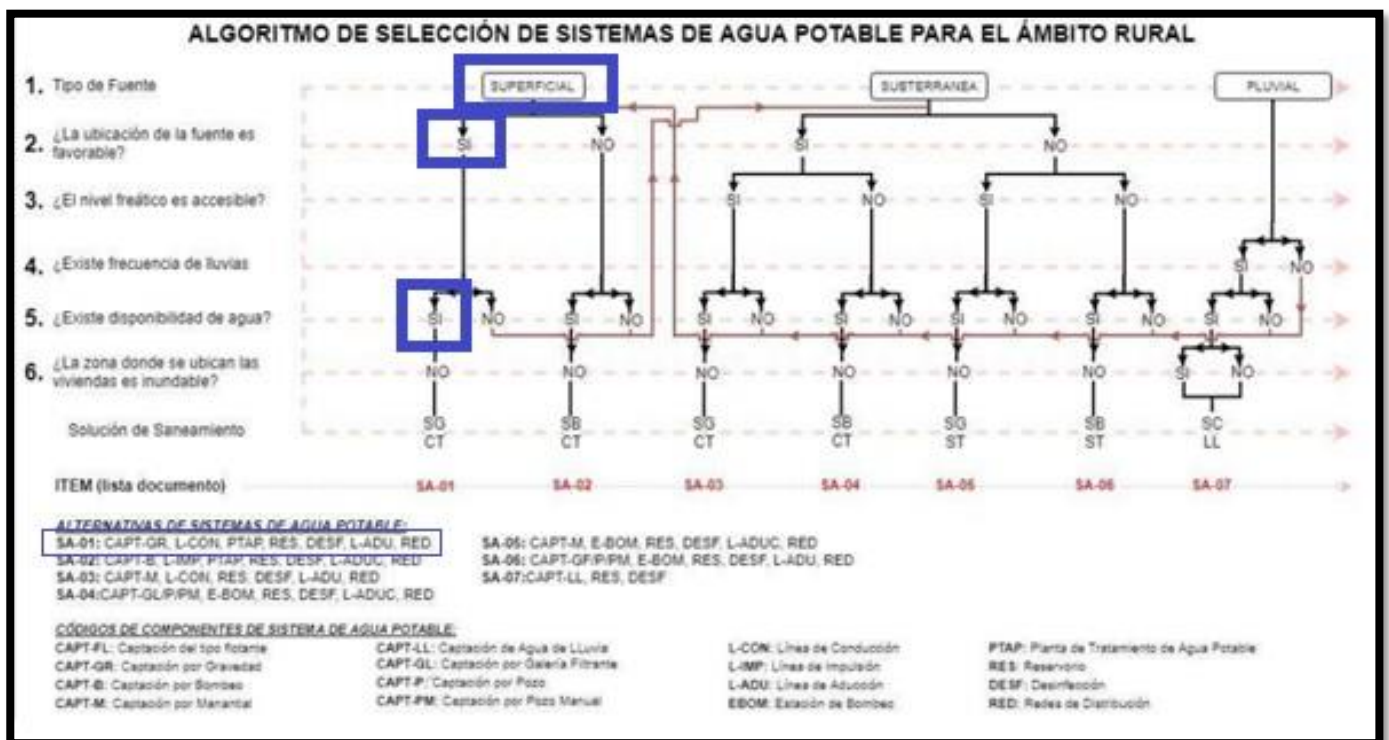 ALGORITMO DE SELECCIÓN DE SISTEMAS DE AGUA POTABLE PARA EL ÁMBITO RURAL
1. Tipo de Fuente SUPERFICIAL SUSTERRANEA PLUVIAL
2. ¿La ubicación de la fuente es favorable? SI NO SI NO
3. ¿El nivel freático es accesible? SI NO SI NO
4. ¿Existe frecuencia de lluvias SI NO
5. ¿Existe disponibilidad de agua? SI NO SI NO SI NO SI NO SI NO SI NO SI NO
6. ¿La zona donde se ubican las viviendas es inundable? NO NO NO NO NO NO SI NO
Solución de Saneamiento SG SB SG SB SG SB SC
CT CT CT CT ST ST LL
ITEM (lista documento) SA-01 SA-02 SA-03 SA-04 SA-05 SA-06 SA-07
ALTERNATIVAS DE SISTEMAS DE AGUA POTABLE:
SA-01: CAPT-GR, L-CON, PTAP, RES, DESF, L-ADU, RED
SA-02: CAPT-B, L-IMP, PTAP, RES, DESF, L-ADUC, RED
SA-03: CAPT-M, L-CON, RES, DESF, L-ADU, RED
SA-04:CAPT-GL/P/PM, E-BOM, RES, DESF, L-ADUC, RED
SA-05: CAPT-M, E-BOM, RES, DESF, L-ADUC, RED
SA-06: CAPT-GF/P/PM, E-BOM, RES, DESF, L-ADU, RED
SA-07:CAPT-LL, RES, DESF
CÓDIGOS DE COMPONENTES DE SISTEMA DE AGUA POTABLE:
CAPT-FL: Captación del tipo flotante
CAPT-GR: Captación por Gravedad
CAPT-B: Captación por Bombeo
CAPT-M: Captación por Manantial
CAPT-LL: Captación de Agua de LLuvia
CAPT-GL: Captación por Galería Filtrante
CAPT-P: Captación por Pozo
CAPT-PM: Captación por Pozo Manual
L-CON: Línea de Conducción
L-IMP: Línea de Impulsión
L-ADU: Línea de Aducción
EBOM: Estación de Bombeo
PTAP: Planta de Tratamiento de Agua Potable
RES: Reservorio
DESF: Desinfección
RED: Redes de Distribución